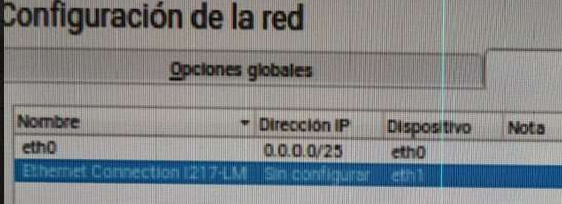 Configuración de la red
Opciones globales
Nombre Dirección IP Dispositivo Nota
eth0 0.0.0.0/25 eth0
Ethernet Connection I217-LM Sin configurar eth1